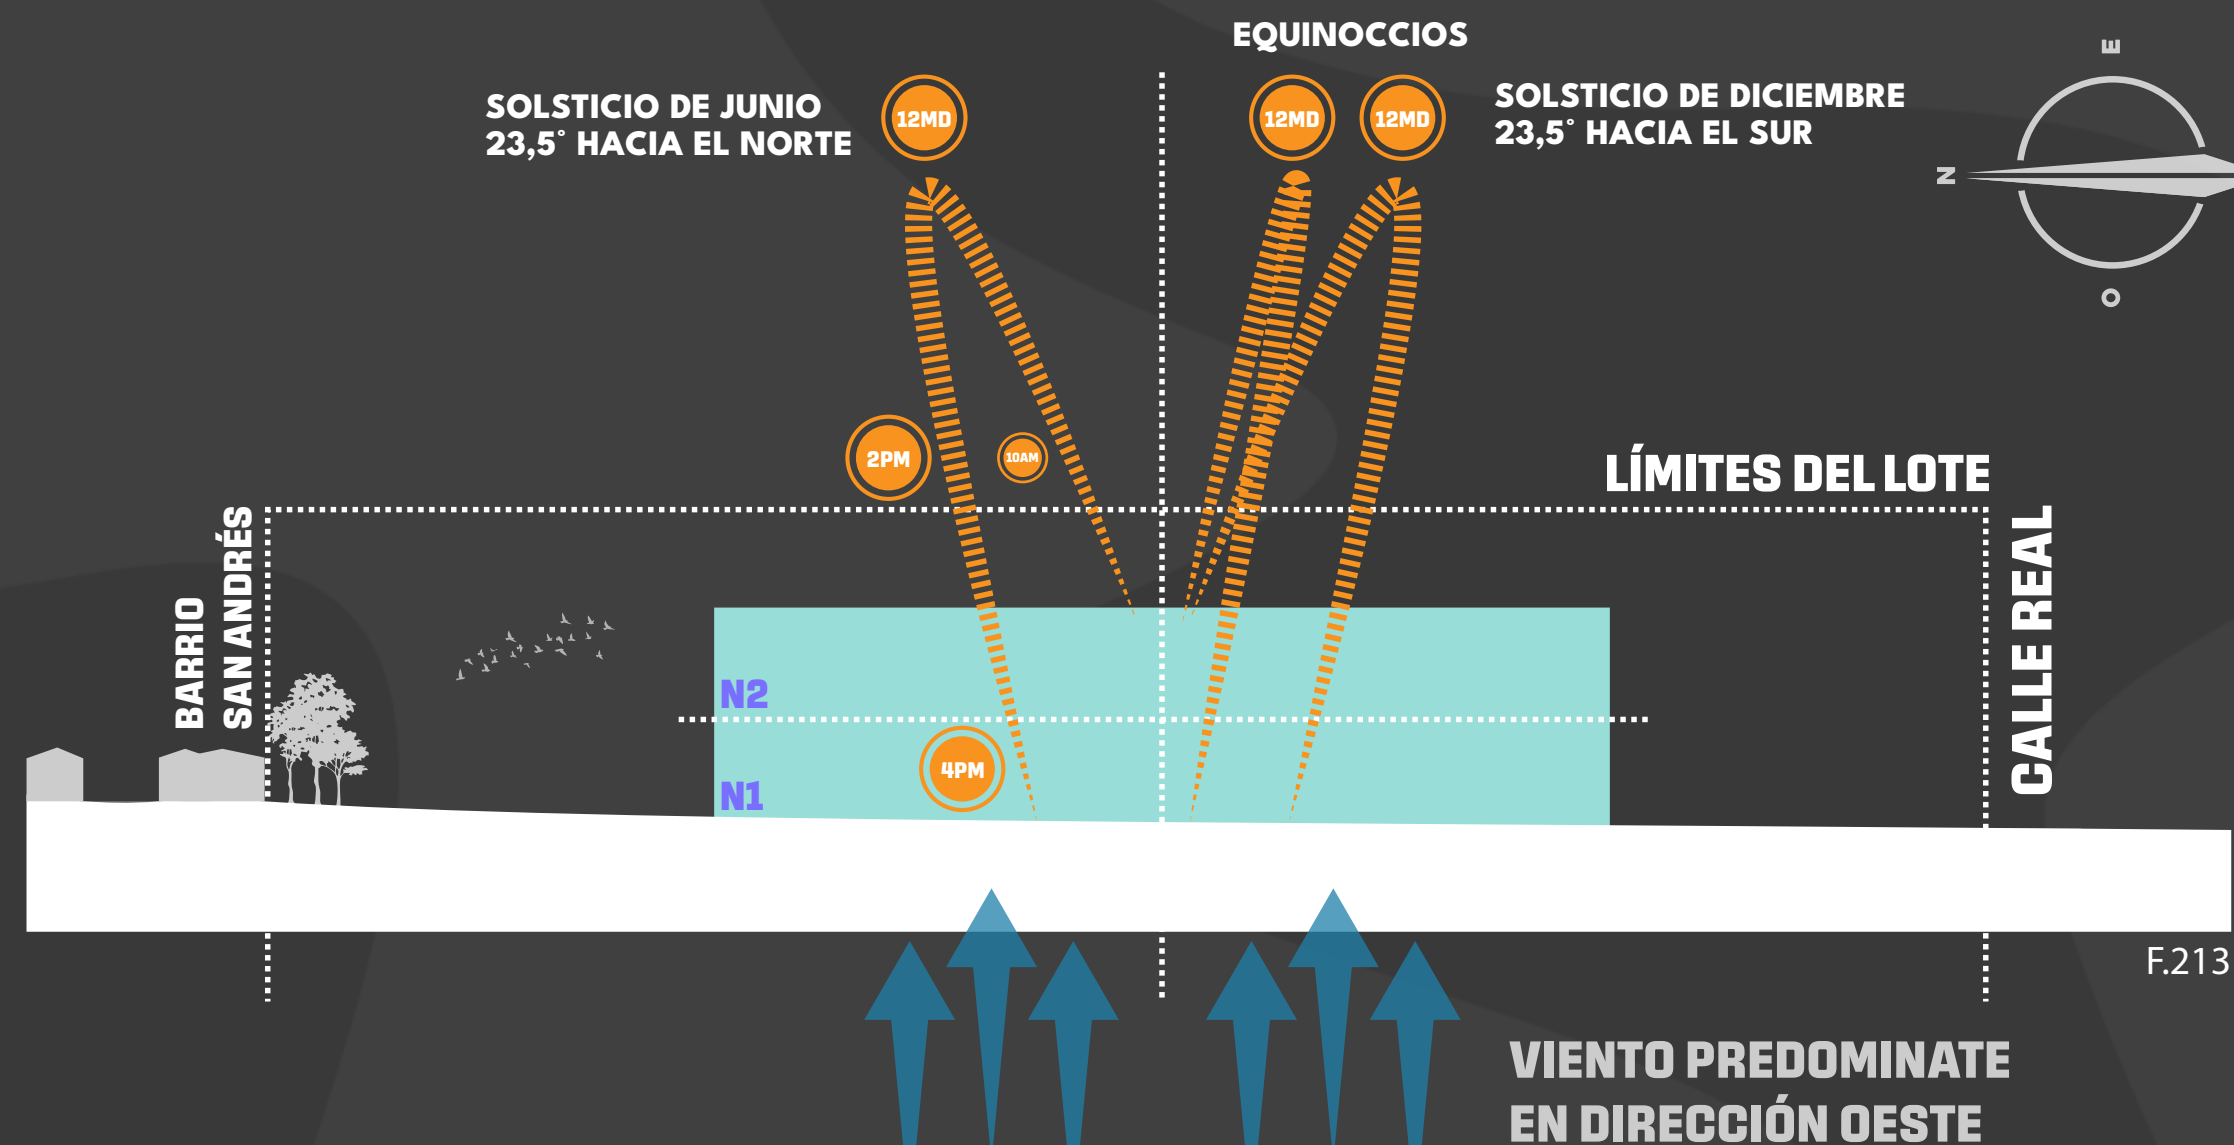 EQUINOCCIOS
SOLSTICIO DE JUNIO
23,5° HACIA EL NORTE
12MD
12MD
12MD
SOLSTICIO DE DICIEMBRE
23,5° HACIA EL SUR
E
N
O
2PM
10AM
LÍMITES DEL LOTE
BARRIO
SAN ANDRÉS
CALLE REAL
N2
4PM
N1
F.213
VIENTO PREDOMINATE
EN DIRECCIÓN OESTE